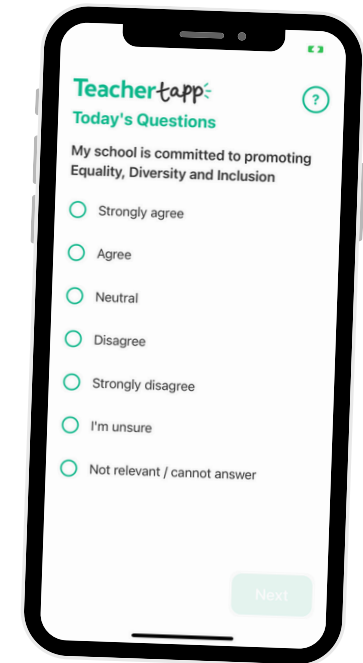 Teachertapp
?
Today's Questions
My school is committed to promoting
Equality, Diversity and Inclusion
Strongly agree
Agree
Neutral
Disagree
Strongly disagree
I'm unsure
Not relevant / cannot answer
Next